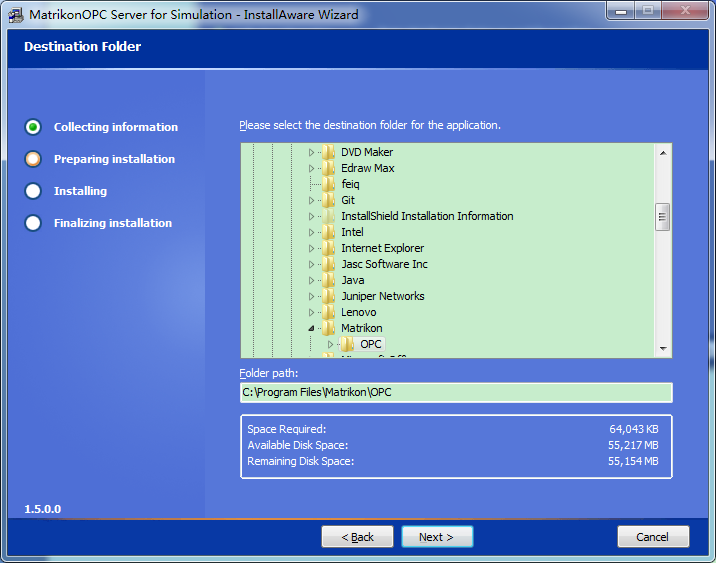 MatrikonOPC Server for Simulation - InstallAware Wizard
Destination Folder
Collecting information
Preparing installation
Installing
Finalizing installation
Please select the destination folder for the application.
DVD Maker
Edraw Max
feiq
Git
InstallShield Installation Information
Intel
Internet Explorer
Jasc Software Inc
Java
Juniper Networks
Lenovo
Matrikon
OPC
Folder path:
C:\Program Files\Matrikon\OPC
Space Required: 64,043 KB
Available Disk Space: 55,217 MB
Remaining Disk Space: 55,154 MB
1.5.0.0
< Back Next > Cancel